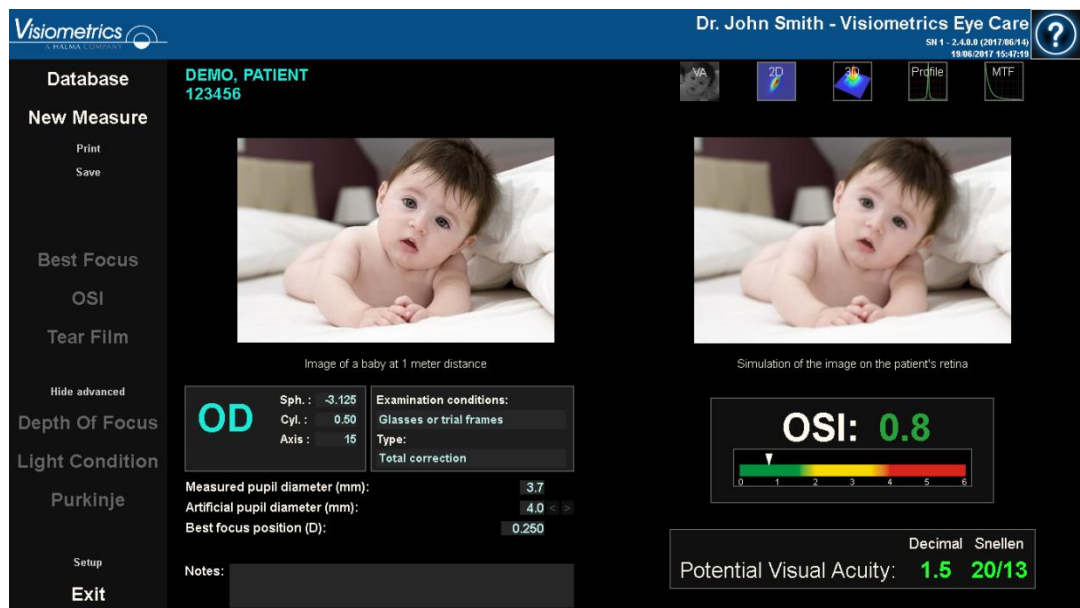 Visiometrics
A HALMA COMPANY
Dr. John Smith - Visiometrics Eye Care
SN 1 - 2.4.0.0 (2017/06/14)
19/06/2017 15:47:19
?
Database
New Measure
Print
Save
Best Focus
OSI
Tear Film
Hide advanced
Depth Of Focus
Light Condition
Purkinje
Setup
Exit
DEMO, PATIENT
123456
VA
2D
3D
Profile
MTF
Image of a baby at 1 meter distance
Simulation of the image on the patient's retina
OD
Sph. : -3.125
Cyl. : 0.50
Axis : 15
Examination conditions:
Glasses or trial frames
Type:
Total correction
Measured pupil diameter (mm): 3.7
Artificial pupil diameter (mm): 4.0 < >
Best focus position (D): 0.250
Notes:
OSI: 0.8
0 1 2 3 4 5 6
Decimal Snellen
Potential Visual Acuity: 1.5 20/13